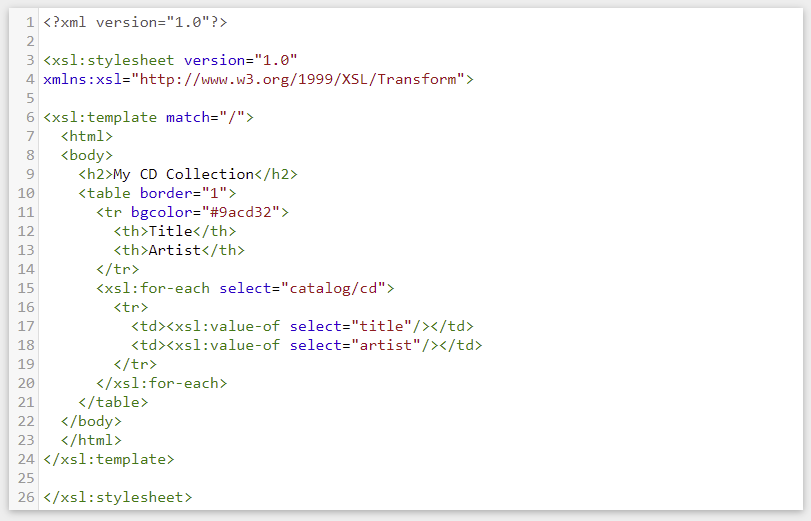 1 <?xml version="1.0"?>
2
3 <xsl:stylesheet version="1.0"
4 xmlns:xsl="http://www.w3.org/1999/XSL/Transform">
5
6 <xsl:template match="/">
7   <html>
8   <body>
9     <h2>My CD Collection</h2>
10     <table border="1">
11       <tr bgcolor="#9acd32">
12         <th>Title</th>
13         <th>Artist</th>
14       </tr>
15       <xsl:for-each select="catalog/cd">
16         <tr>
17           <td><xsl:value-of select="title"/></td>
18           <td><xsl:value-of select="artist"/></td>
19         </tr>
20       </xsl:for-each>
21     </table>
22   </body>
23   </html>
24 </xsl:template>
25
26 </xsl:stylesheet>